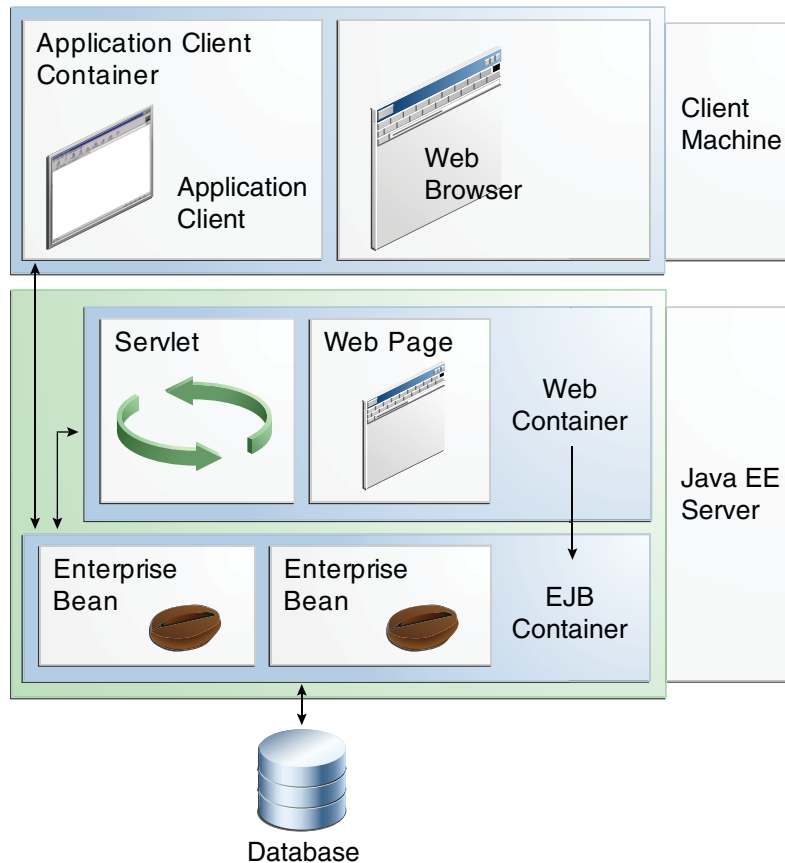 Application Client
Container
Application
Client
Web
Browser
Client
Machine
Servlet
Web Page
Web
Container
Java EE
Server
Enterprise
Bean
Enterprise
Bean
EJB
Container
Database